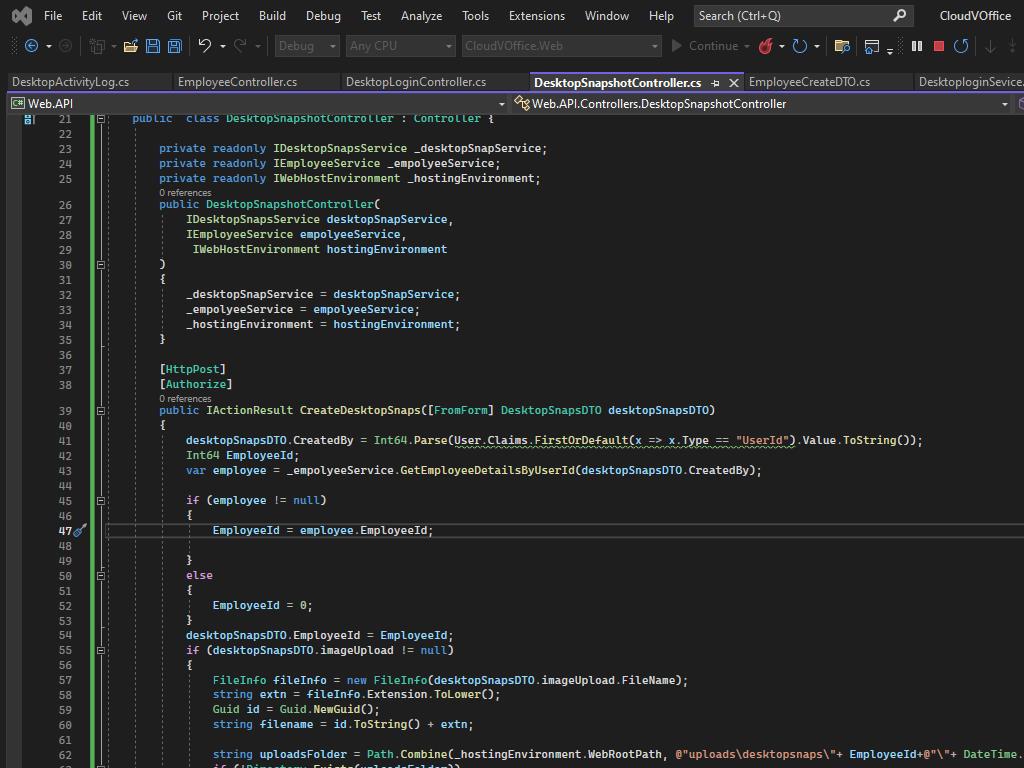 File Edit View Git Project Build Debug Test Analyze Tools Extensions Window Help Search (Ctrl+Q) CloudVOffice
Debug Any CPU CloudVOffice.Web Continue
DesktopActivityLog.cs EmployeeController.cs DesktopLoginController.cs DesktopSnapshotController.cs EmployeeCreateDTO.cs DesktoploginSevice.
C# Web.API Web.API.Controllers.DesktopSnapshotController
21 public class DesktopSnapshotController : Controller {
22
23 private readonly IDesktopSnapsService _desktopSnapService;
24 private readonly IEmployeeService _empolyeeService;
25 private readonly IWebHostEnvironment _hostingEnvironment;
0 references
26 public DesktopSnapshotController(
27 IDesktopSnapsService desktopSnapService,
28 IEmployeeService empolyeeService,
29 IWebHostEnvironment hostingEnvironment
30 )
31 {
32 _desktopSnapService = desktopSnapService;
33 _empolyeeService = empolyeeService;
34 _hostingEnvironment = hostingEnvironment;
35 }
36
37 [HttpPost]
38 [Authorize]
0 references
39 public IActionResult CreateDesktopSnaps([FromForm] DesktopSnapsDTO desktopSnapsDTO)
40 {
41 desktopSnapsDTO.CreatedBy = Int64.Parse(User.Claims.FirstOrDefault(x => x.Type == "UserId").Value.ToString());
42 Int64 EmployeeId;
43 var employee = _empolyeeService.GetEmployeeDetailsByUserId(desktopSnapsDTO.CreatedBy);
44
45 if (employee != null)
46 {
47 EmployeeId = employee.EmployeeId;
48
49 }
50 else
51 {
52 EmployeeId = 0;
53 }
54 desktopSnapsDTO.EmployeeId = EmployeeId;
55 if (desktopSnapsDTO.imageUpload != null)
56 {
57 FileInfo fileInfo = new FileInfo(desktopSnapsDTO.imageUpload.FileName);
58 string extn = fileInfo.Extension.ToLower();
59 Guid id = Guid.NewGuid();
60 string filename = id.ToString() + extn;
61
62 string uploadsFolder = Path.Combine(_hostingEnvironment.WebRootPath, @"uploads\desktopsnaps\"+ EmployeeId+@"\"+ DateTime.